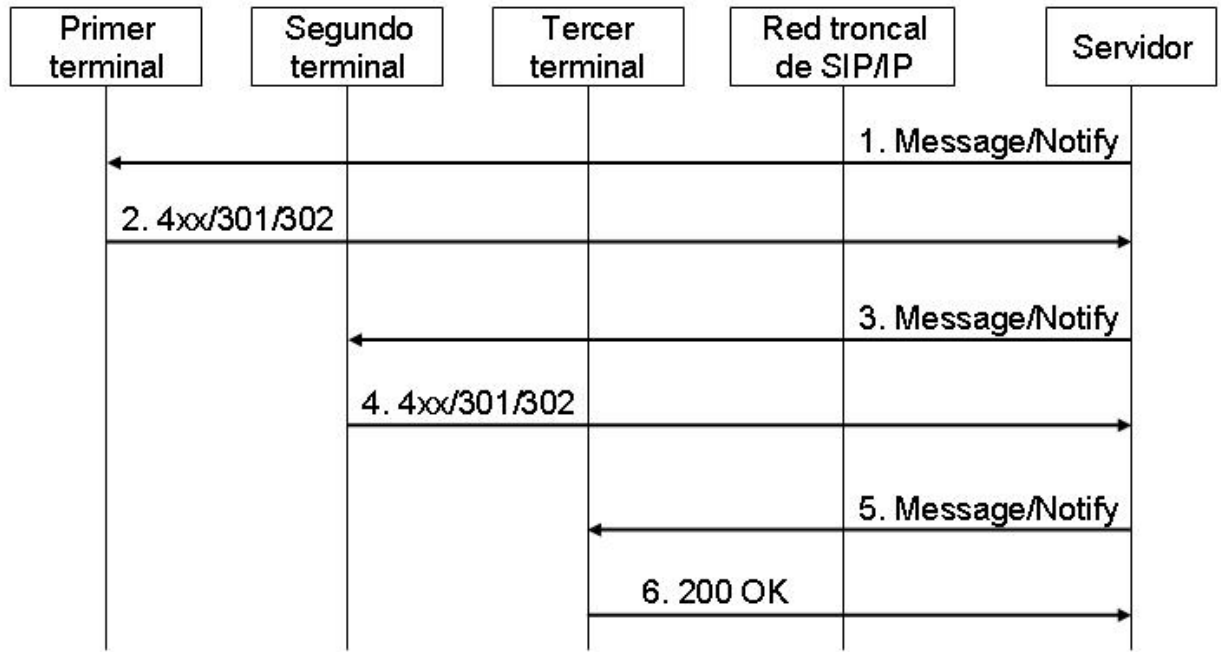 Primer
terminal
Segundo
terminal
Tercer
terminal
Red troncal
de SIP/IP
Servidor
1. Message/Notify
2. 4xx/301/302
3. Message/Notify
4. 4xx/301/302
5. Message/Notify
6. 200 OK